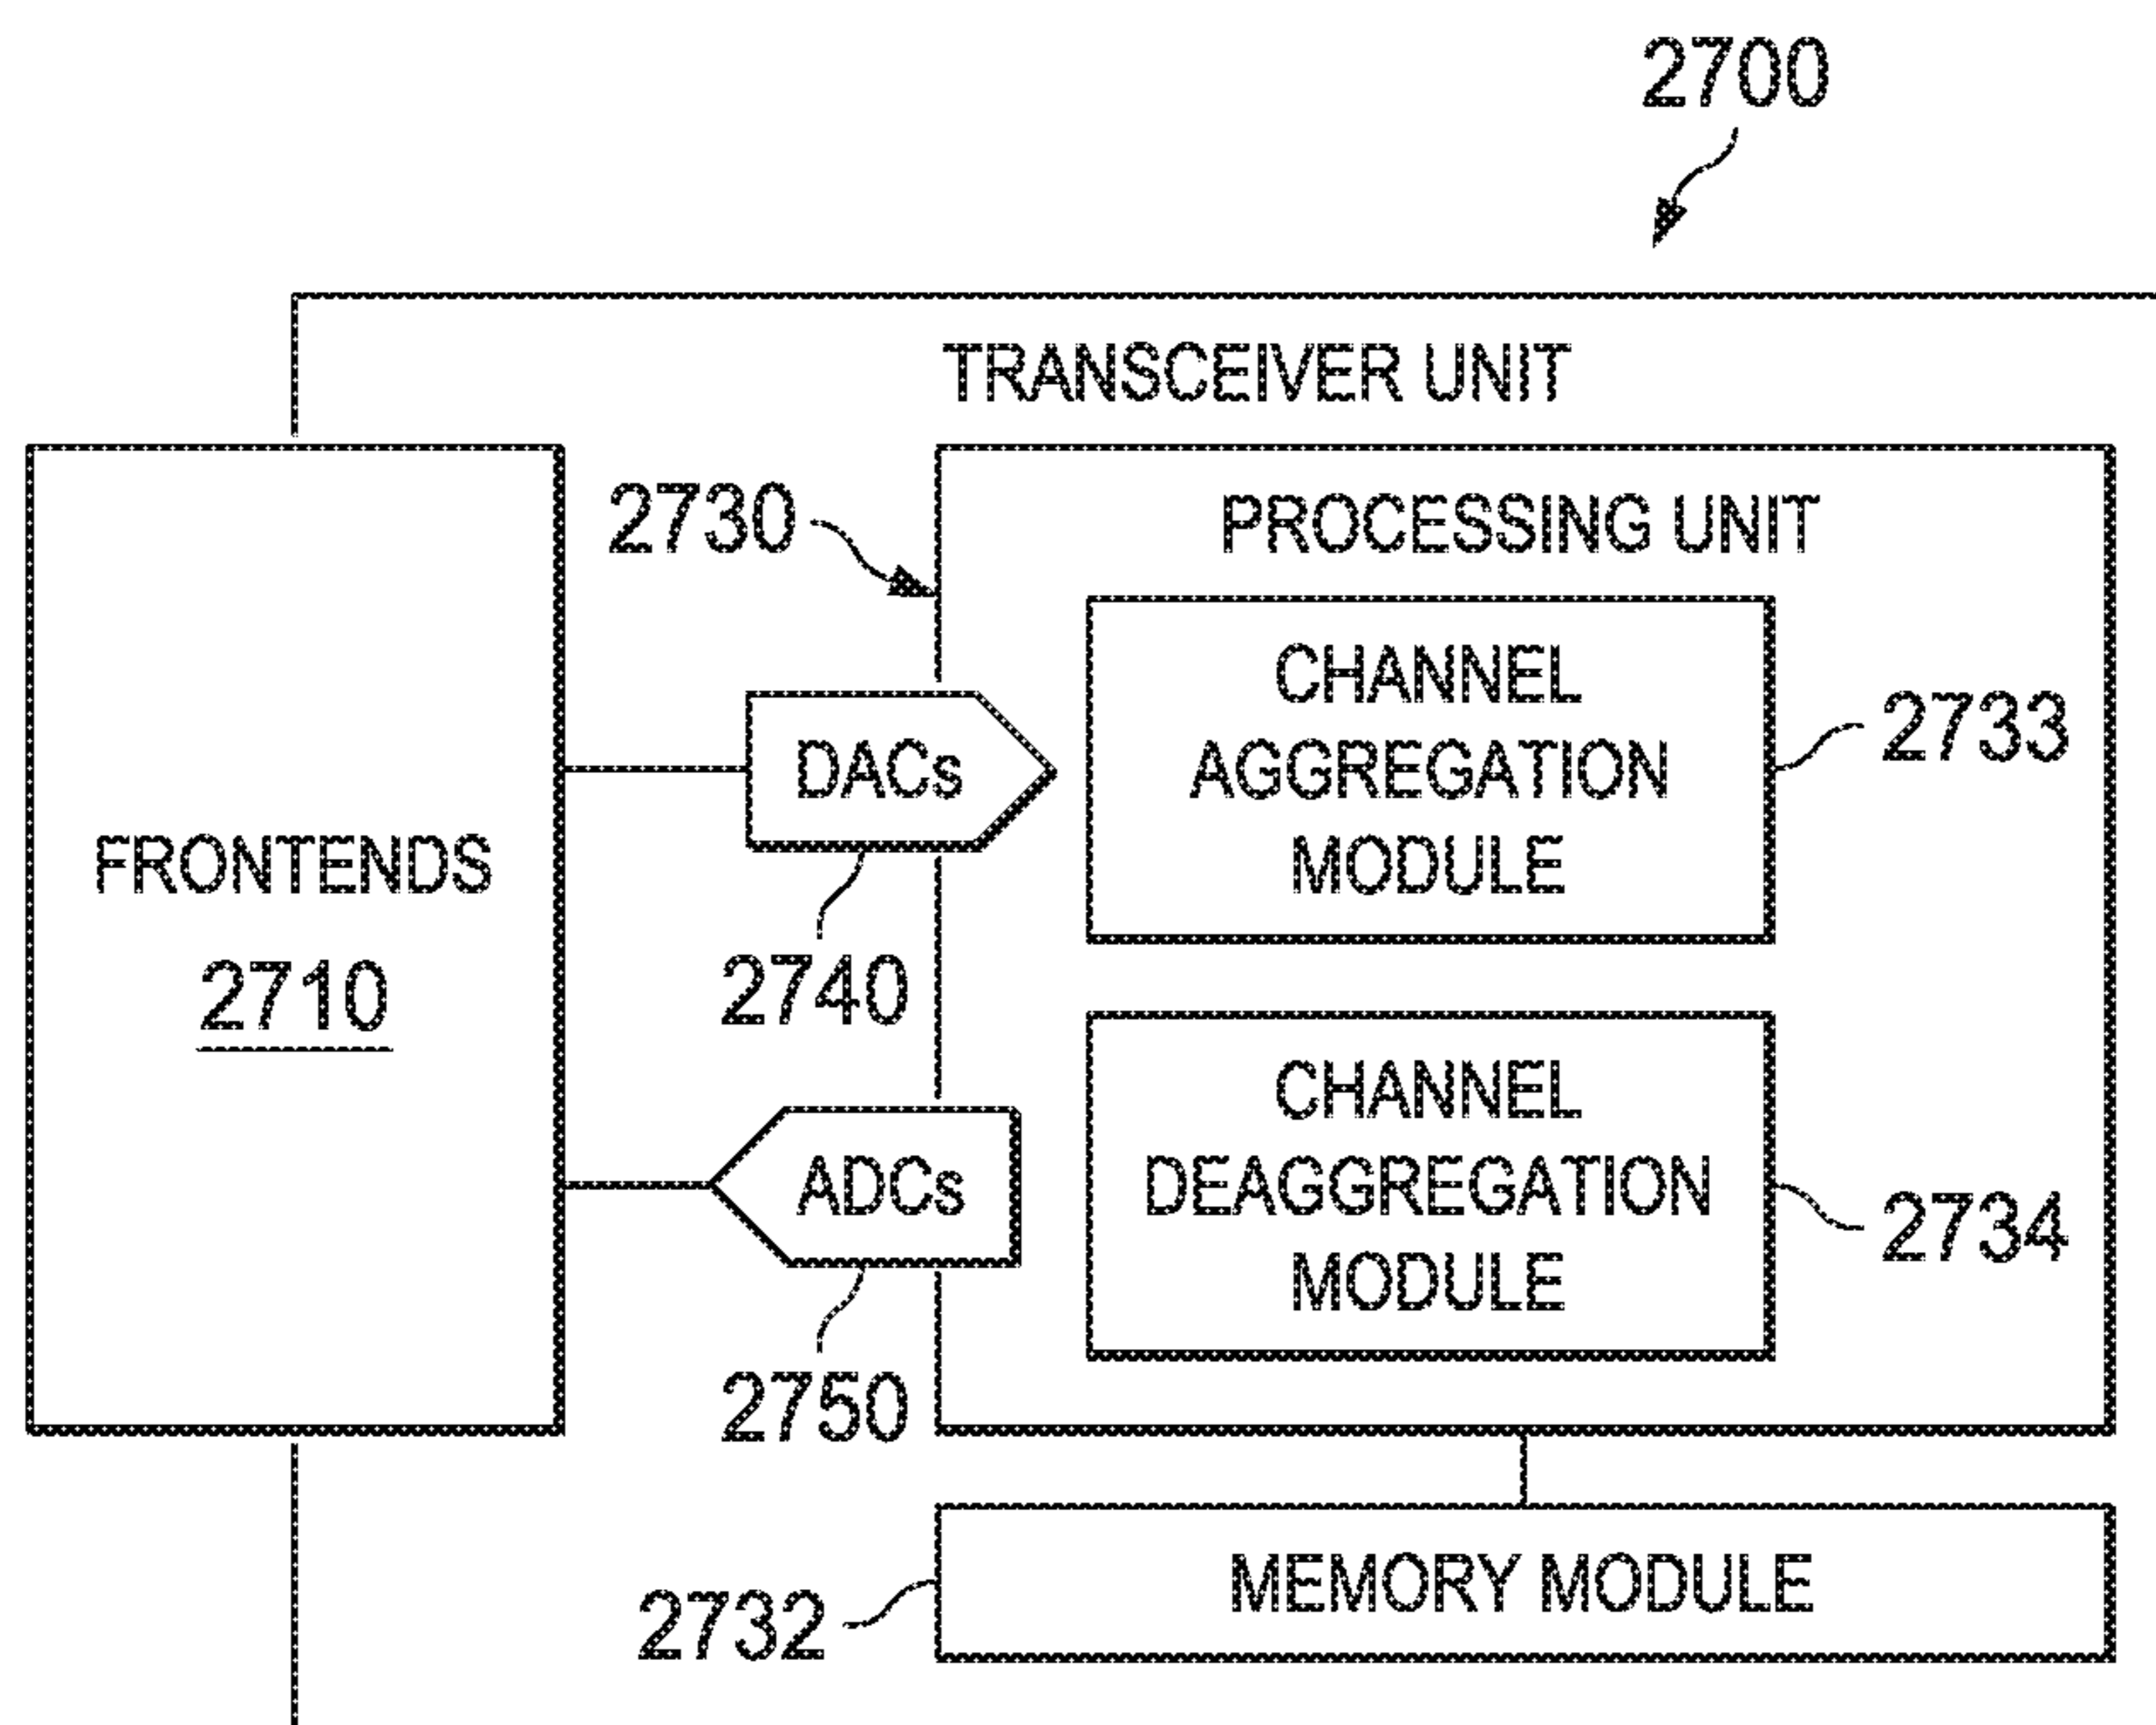 2700
TRANSCEIVER UNIT
2730
PROCESSING UNIT
CHANNEL
AGGREGATION
MODULE
2733
DACs
2740
FRONTENDS
2710
CHANNEL
DEAGGREGATION
MODULE
2734
ADCs
2750
MEMORY MODULE
2732